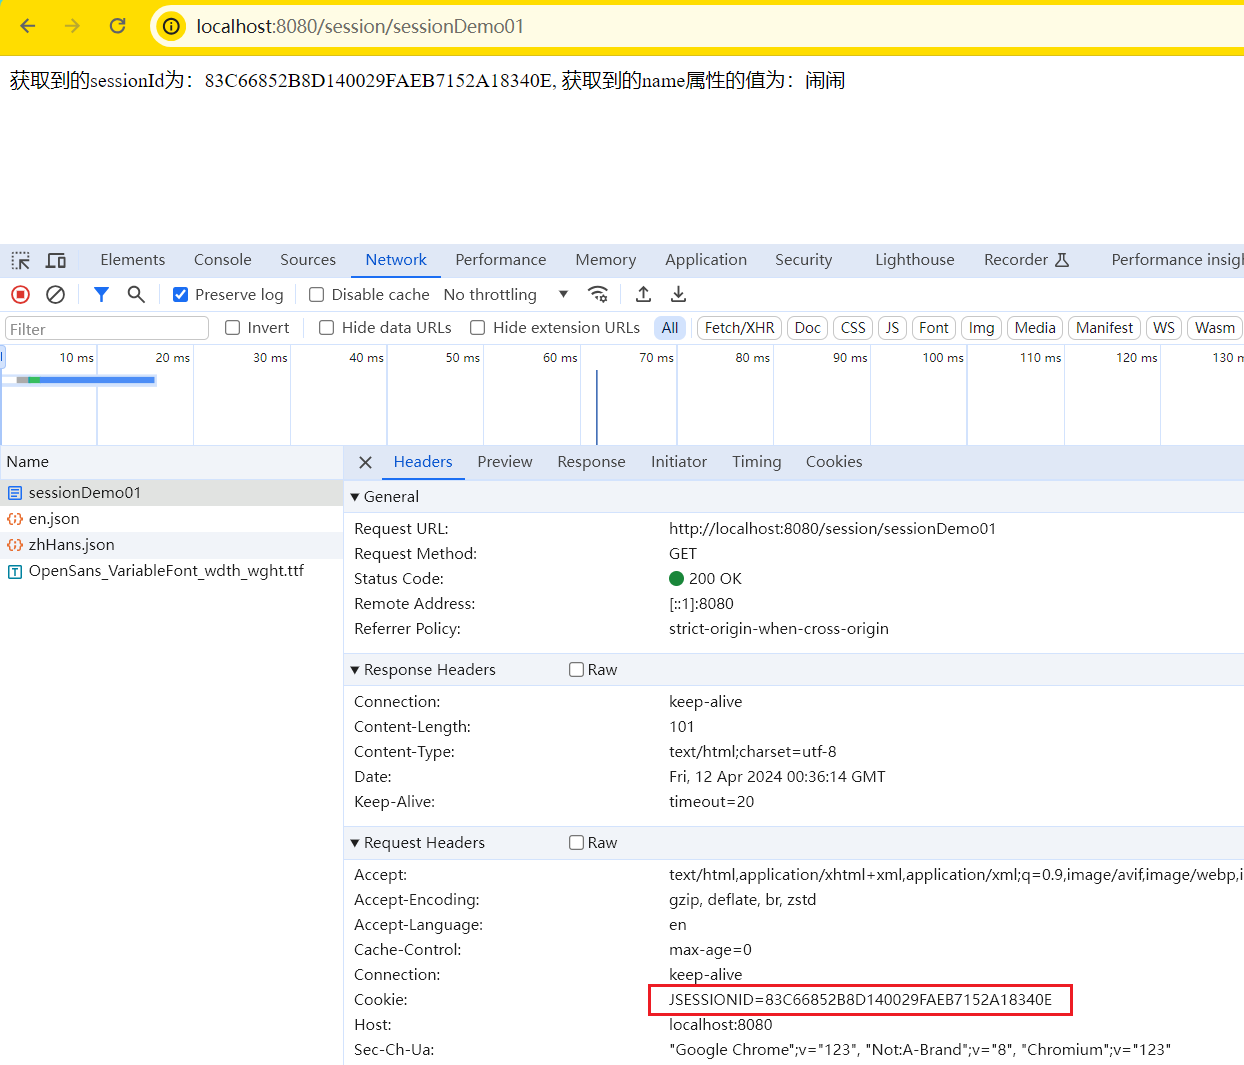 localhost:8080/session/sessionDemo01
获取到的sessionId为：83C66852B8D140029FAEB7152A18340E, 获取到的name属性的值为：闹闹
Elements Console Sources Network Performance Memory Application Security Lighthouse Recorder Performance insigh
Preserve log Disable cache No throttling
Filter Invert Hide data URLs Hide extension URLs All Fetch/XHR Doc CSS JS Font Img Media Manifest WS Wasm
10 ms 20 ms 30 ms 40 ms 50 ms 60 ms 70 ms 80 ms 90 ms 100 ms 110 ms 120 ms 130 m
Name
sessionDemo01
en.json
zhHans.json
OpenSans_VariableFont_wdth_wght.ttf
Headers Preview Response Initiator Timing Cookies
General
Request URL: http://localhost:8080/session/sessionDemo01
Request Method: GET
Status Code: 200 OK
Remote Address: [::1]:8080
Referrer Policy: strict-origin-when-cross-origin
Response Headers Raw
Connection: keep-alive
Content-Length: 101
Content-Type: text/html;charset=utf-8
Date: Fri, 12 Apr 2024 00:36:14 GMT
Keep-Alive: timeout=20
Request Headers Raw
Accept: text/html,application/xhtml+xml,application/xml;q=0.9,image/avif,image/webp,i
Accept-Encoding: gzip, deflate, br, zstd
Accept-Language: en
Cache-Control: max-age=0
Connection: keep-alive
Cookie: JSESSIONID=83C66852B8D140029FAEB7152A18340E
Host: localhost:8080
Sec-Ch-Ua: "Google Chrome";v="123", "Not:A-Brand";v="8", "Chromium";v="123"